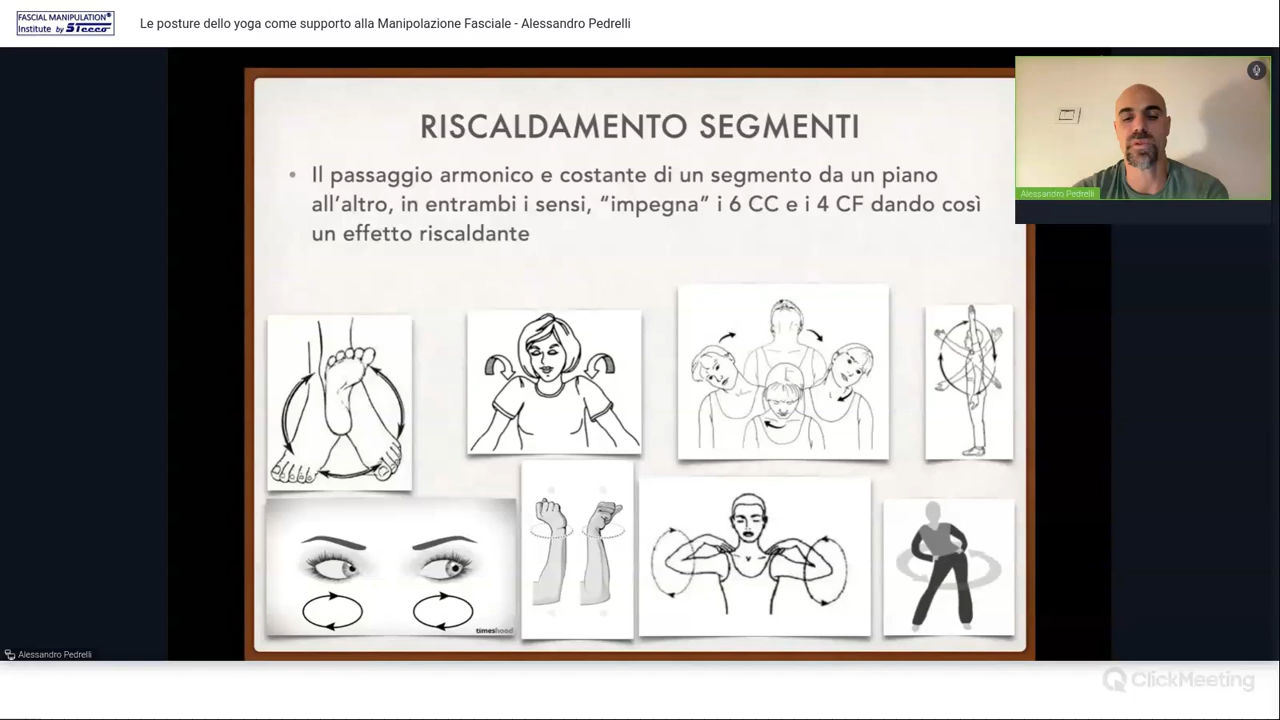 FASCIAL MANIPULATION®
Institute by STecco
Le posture dello yoga come supporto alla Manipolazione Fasciale - Alessandro Pedrelli
RISCALDAMENTO SEGMENTI
• Il passaggio armonico e costante di un segmento da un piano
all’altro, in entrambi i sensi, “impegna” i 6 CC e i 4 CF dando così
un effetto riscaldante
Alessandro Pedrelli
timeshood
Alessandro Pedrelli
ClickMeeting